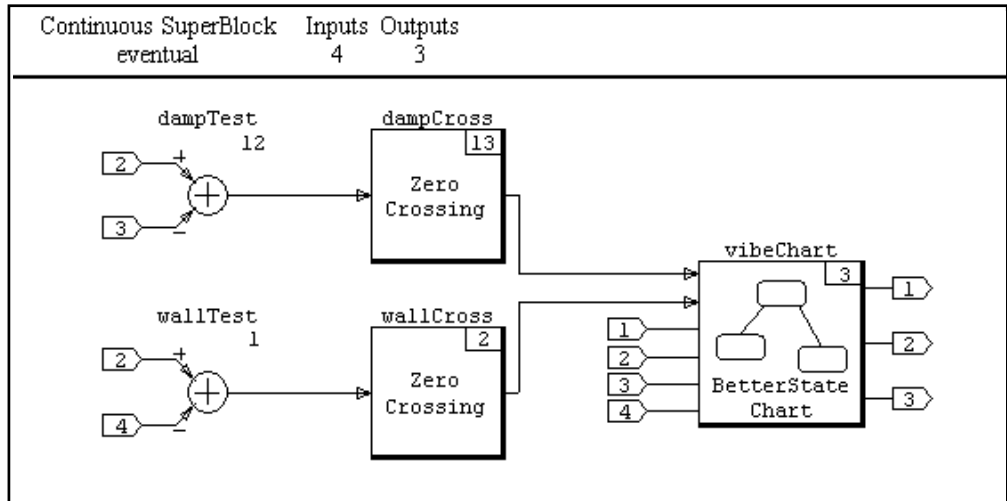 Continuous SuperBlock Inputs Outputs
eventual 4 3
dampTest
12
dampCross
13
Zero
Crossing
2
+
3
−
vibeChart
3
BetterState
Chart
1
2
3
4
1
2
3
wallTest
1
wallCross
2
Zero
Crossing
2
+
4
−